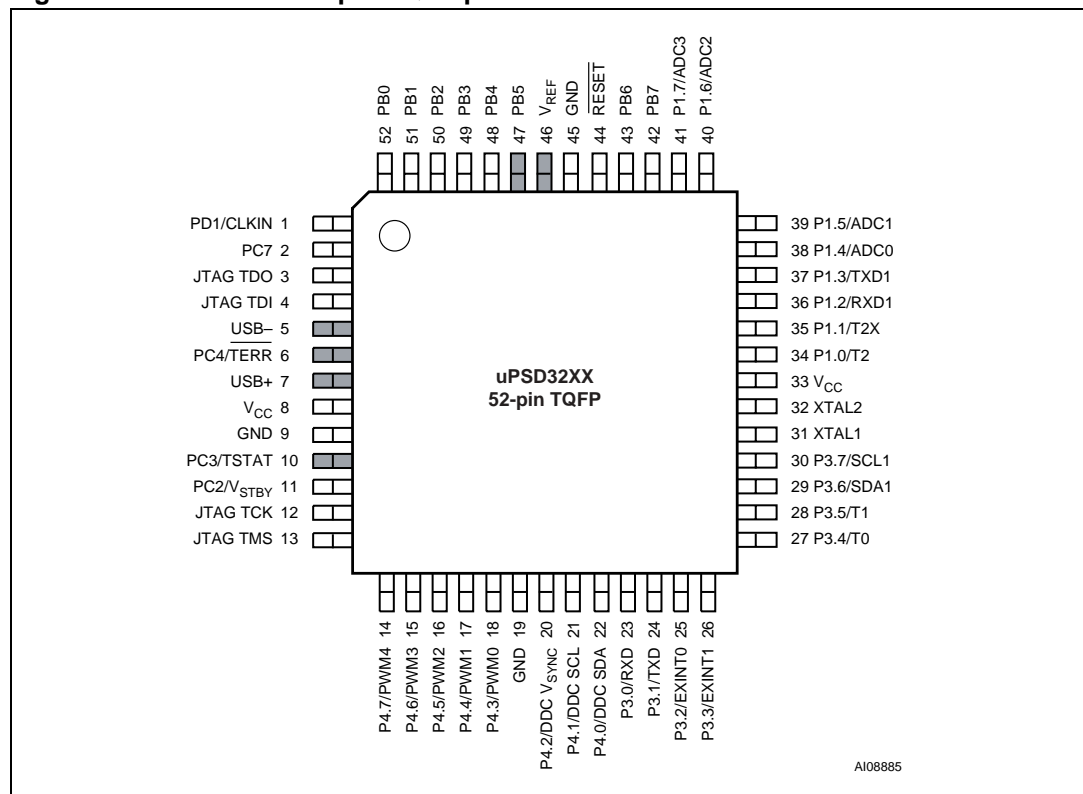 52 PB0
51 PB1
50 PB2
49 PB3
48 PB4
47 PB5
46 VREF
45 GND
44 RESET
43 PB6
42 PB7
41 P1.7/ADC3
40 P1.6/ADC2
PD1/CLKIN 1
PC7 2
JTAG TDO 3
JTAG TDI 4
USB– 5
PC4/TERR 6
USB+ 7
VCC 8
GND 9
PC3/TSTAT 10
PC2/VSTBY 11
JTAG TCK 12
JTAG TMS 13
uPSD32XX
52-pin TQFP
39 P1.5/ADC1
38 P1.4/ADC0
37 P1.3/TXD1
36 P1.2/RXD1
35 P1.1/T2X
34 P1.0/T2
33 VCC
32 XTAL2
31 XTAL1
30 P3.7/SCL1
29 P3.6/SDA1
28 P3.5/T1
27 P3.4/T0
P4.7/PWM4 14
P4.6/PWM3 15
P4.5/PWM2 16
P4.4/PWM1 17
P4.3/PWM0 18
GND 19
P4.2/DDC VSYNC 20
P4.1/DDC SCL 21
P4.0/DDC SDA 22
P3.0/RXD 23
P3.1/TXD 24
P3.2/EXINT0 25
P3.3/EXINT1 26
AI08885